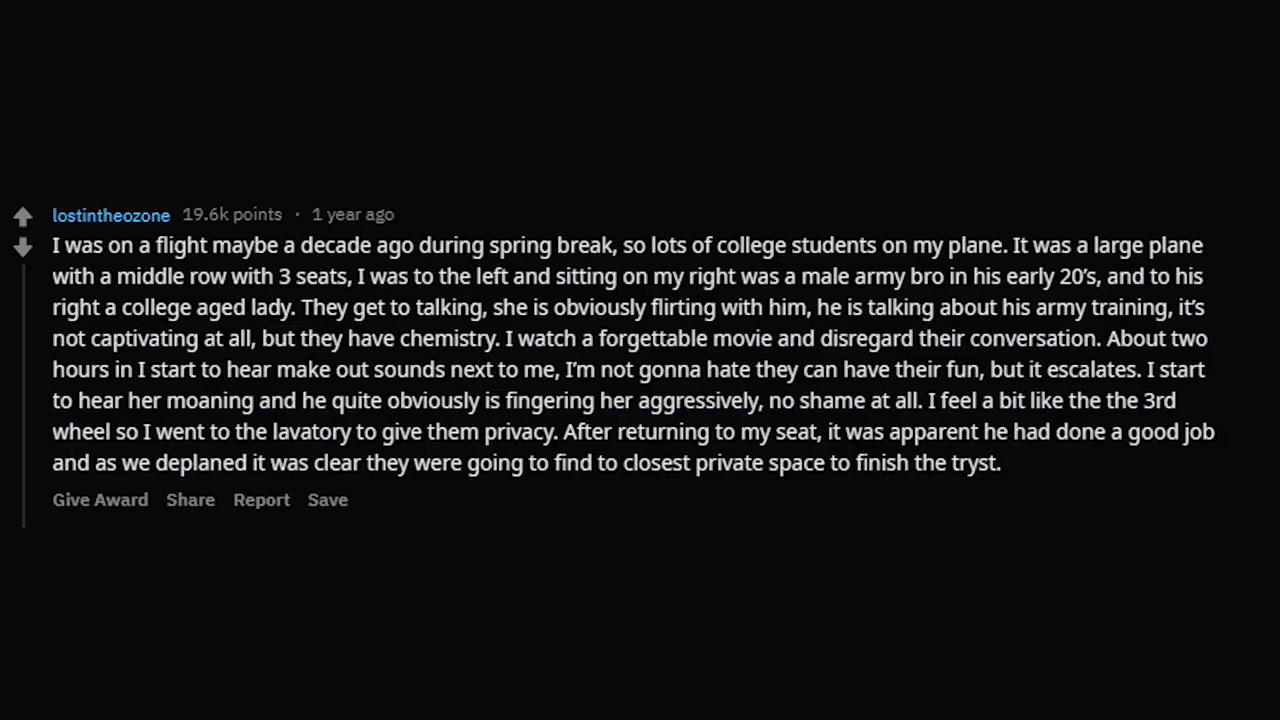 lostintheozone 19.6k points · 1 year ago
I was on a flight maybe a decade ago during spring break, so lots of college students on my plane. It was a large plane
with a middle row with 3 seats, I was to the left and sitting on my right was a male army bro in his early 20’s, and to his
right a college aged lady. They get to talking, she is obviously flirting with him, he is talking about his army training, it’s
not captivating at all, but they have chemistry. I watch a forgettable movie and disregard their conversation. About two
hours in I start to hear make out sounds next to me, I’m not gonna hate they can have their fun, but it escalates. I start
to hear her moaning and he quite obviously is fingering her aggressively, no shame at all. I feel a bit like the the 3rd
wheel so I went to the lavatory to give them privacy. After returning to my seat, it was apparent he had done a good job
and as we deplaned it was clear they were going to find to closest private space to finish the tryst.
Give Award Share Report Save